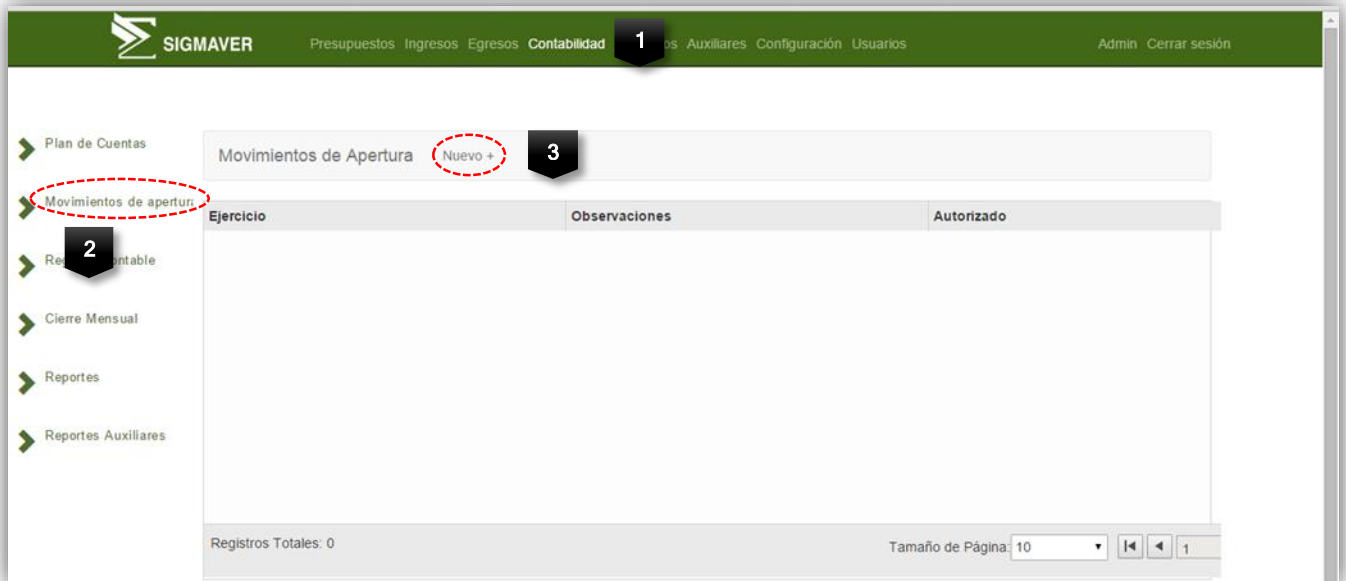 SIGMAVER Presupuestos Ingresos Egresos Contabilidad 1 os Auxiliares Configuración Usuarios Admin Cerrar sesión
Plan de Cuentas
Movimientos de Apertura Nuevo + 3
Movimientos de apertura
Ejercicio Observaciones Autorizado
2
Re ontable
Cierre Mensual
Reportes
Reportes Auxiliares
Registros Totales: 0 Tamaño de Página: 10 1